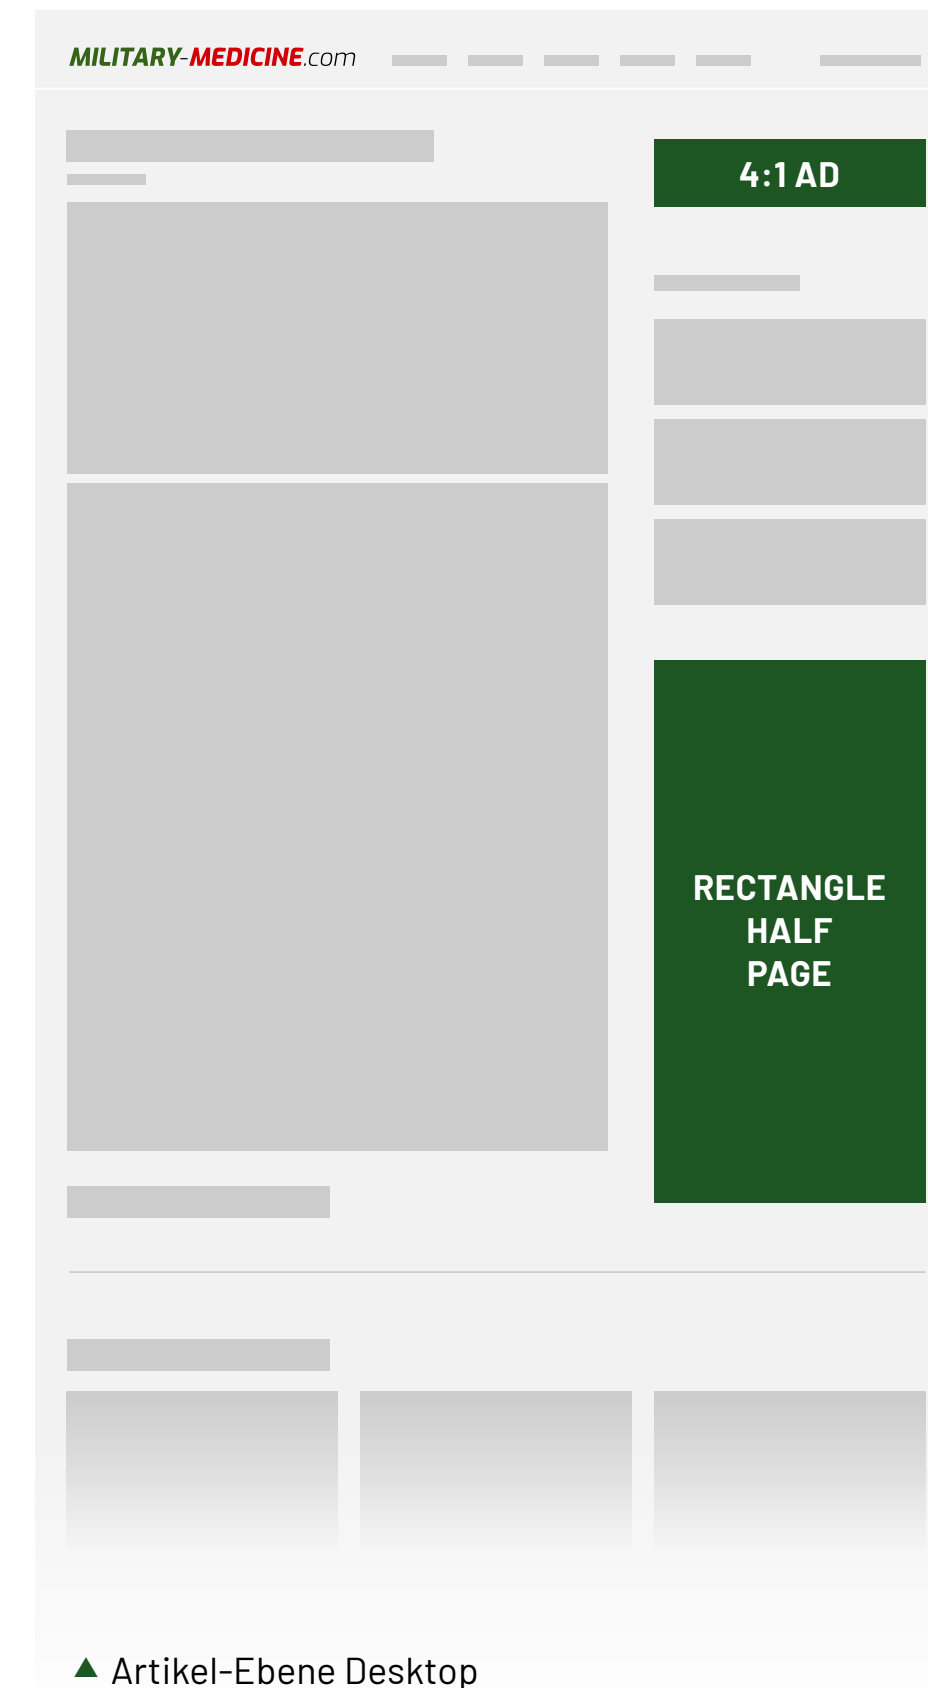 MILITARY-MEDICINE.com
4:1 AD
RECTANGLE
HALF
PAGE
Artikel-Ebene Desktop